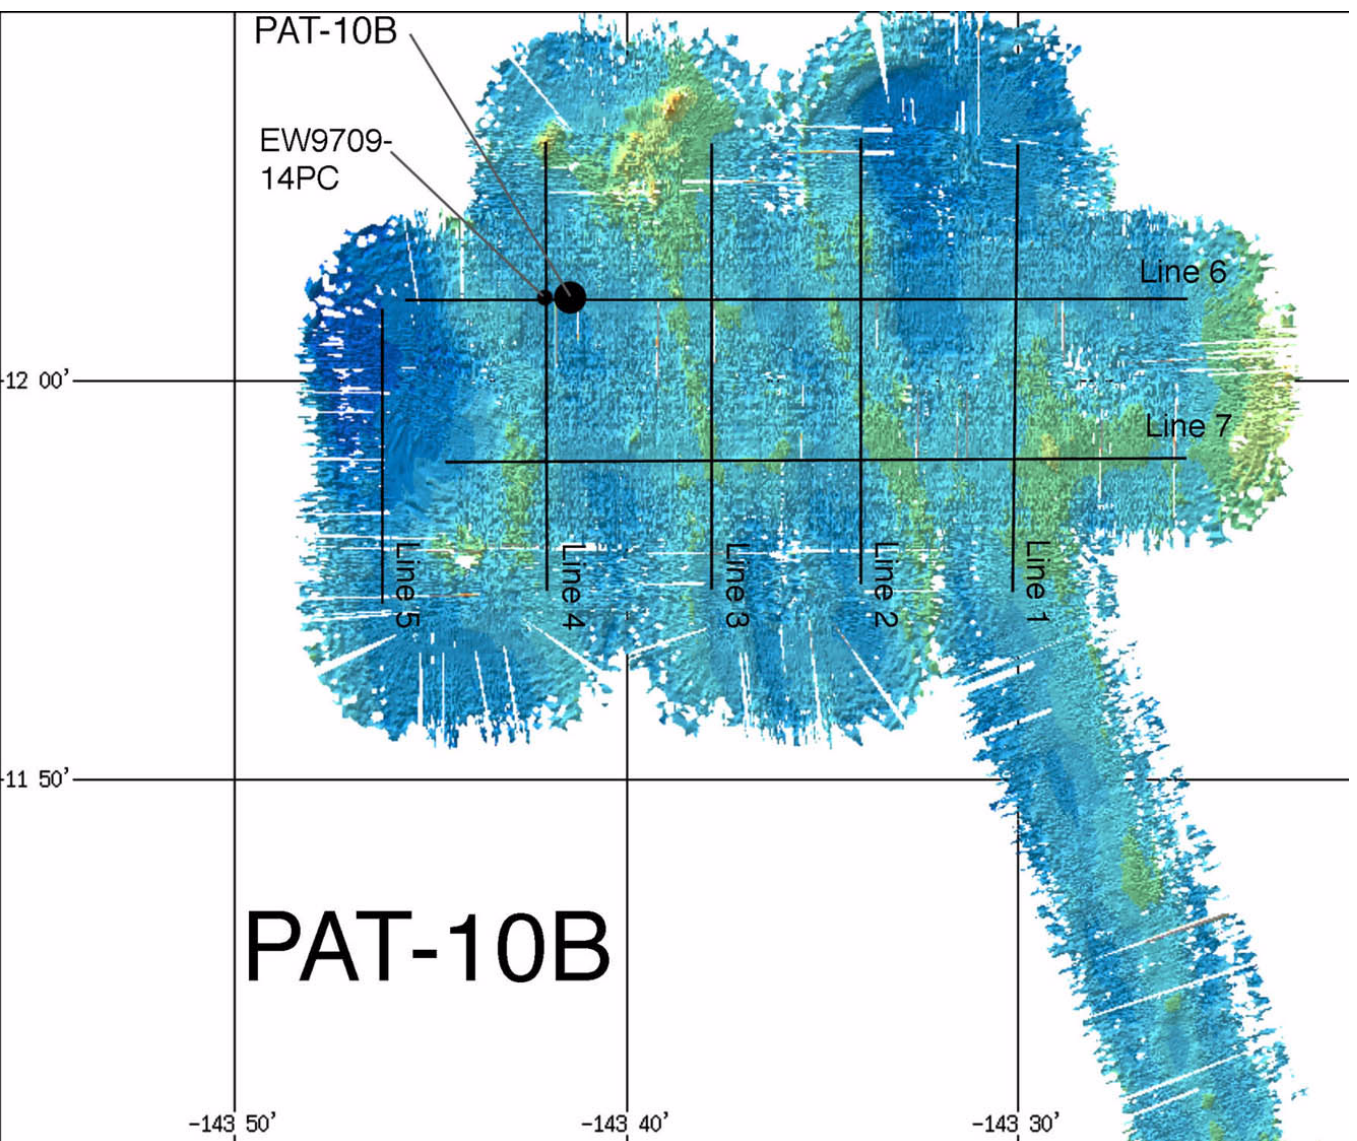 PAT-10B
EW9709-
14PC
Line 6
12 00'
Line 7
Line 5
Line 4
Line 3
Line 2
Line 1
11 50'
PAT-10B
-143 50'
-143 40'
-143 30'